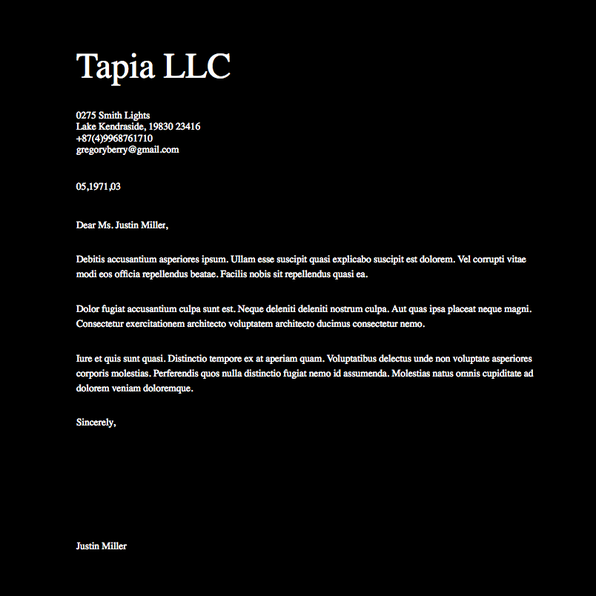 Tapia LLC
0275 Smith Lights
Lake Kendraside, 19830 23416
+87(4)9968761710
gregoryberry@gmail.com
05,1971,03
Dear Ms. Justin Miller,
Debitis accusantium asperiores ipsum. Ullam esse suscipit quasi explicabo suscipit est dolorem. Vel corrupti vitae
modi eos officia repellendus beatae. Facilis nobis sit repellendus quasi ea.
Dolor fugiat accusantium culpa sunt est. Neque deleniti deleniti nostrum culpa. Aut quas ipsa placeat neque magni.
Consectetur exercitationem architecto voluptatem architecto ducimus consectetur nemo.
Iure et quis sunt quasi. Distinctio tempore ex at aperiam quam. Voluptatibus delectus unde non voluptate asperiores
corporis molestias. Perferendis quos nulla distinctio fugiat nemo id assumenda. Molestias natus omnis cupiditate ad
dolorem veniam doloremque.
Sincerely,
Justin Miller